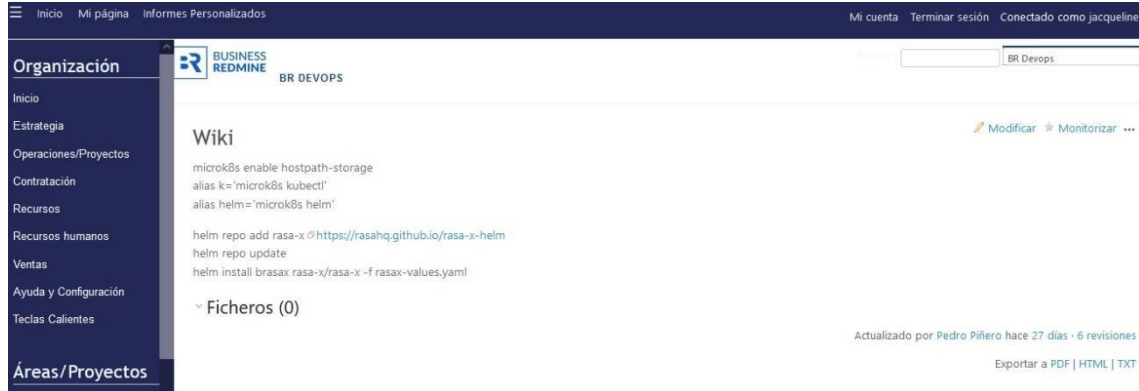 Inicio Mi página Informes Personalizados
Mi cuenta Terminar sesión Conectado como jacqueline
Organización
Inicio
Estrategia
Operaciones/Proyectos
Contratación
Recursos
Recursos humanos
Ventas
Ayuda y Configuración
Teclas Calientes
Áreas/Proyectos
BUSINESS
REDMINE
BR DEVOPS
BR Devops
Wiki
Modificar Monitorizar ...
microk8s enable hostpath-storage
alias k='microk8s kubectl'
alias helm='microk8s helm'
helm repo add rasa-x https://rasahq.github.io/rasa-x-helm
helm repo update
helm install brasax rasa-x/rasa-x -f rasax-values.yaml
Ficheros (0)
Actualizado por Pedro Piñero hace 27 días · 6 revisiones
Exportar a PDF | HTML | TXT